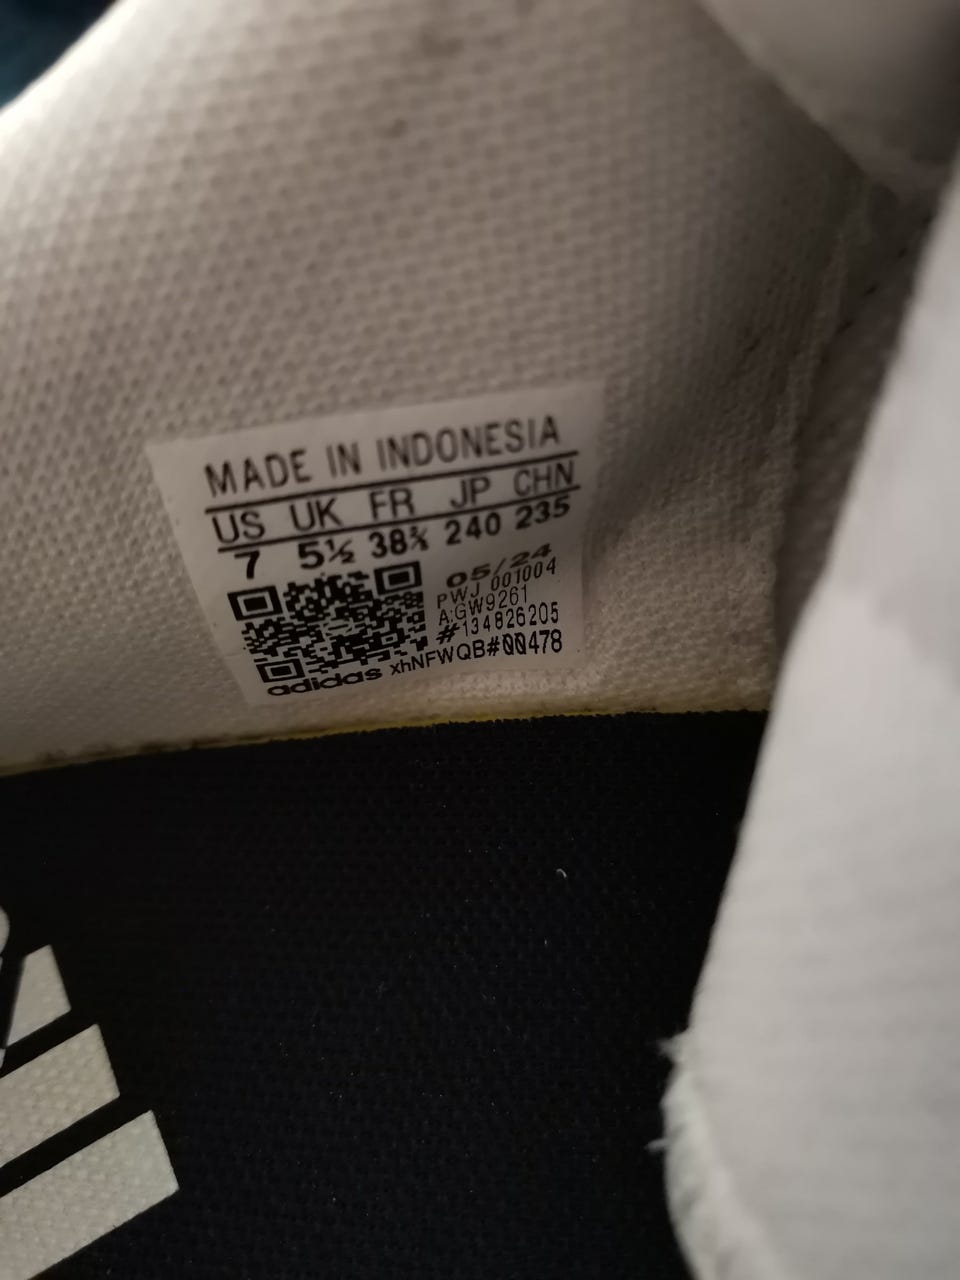 MADE IN INDONESIA
US UK FR JP CHN
7 5½ 38⅔ 240 235
05/24
PWJ 001004
A:GW9261
#134826205
adidas xhNFWQB#00478